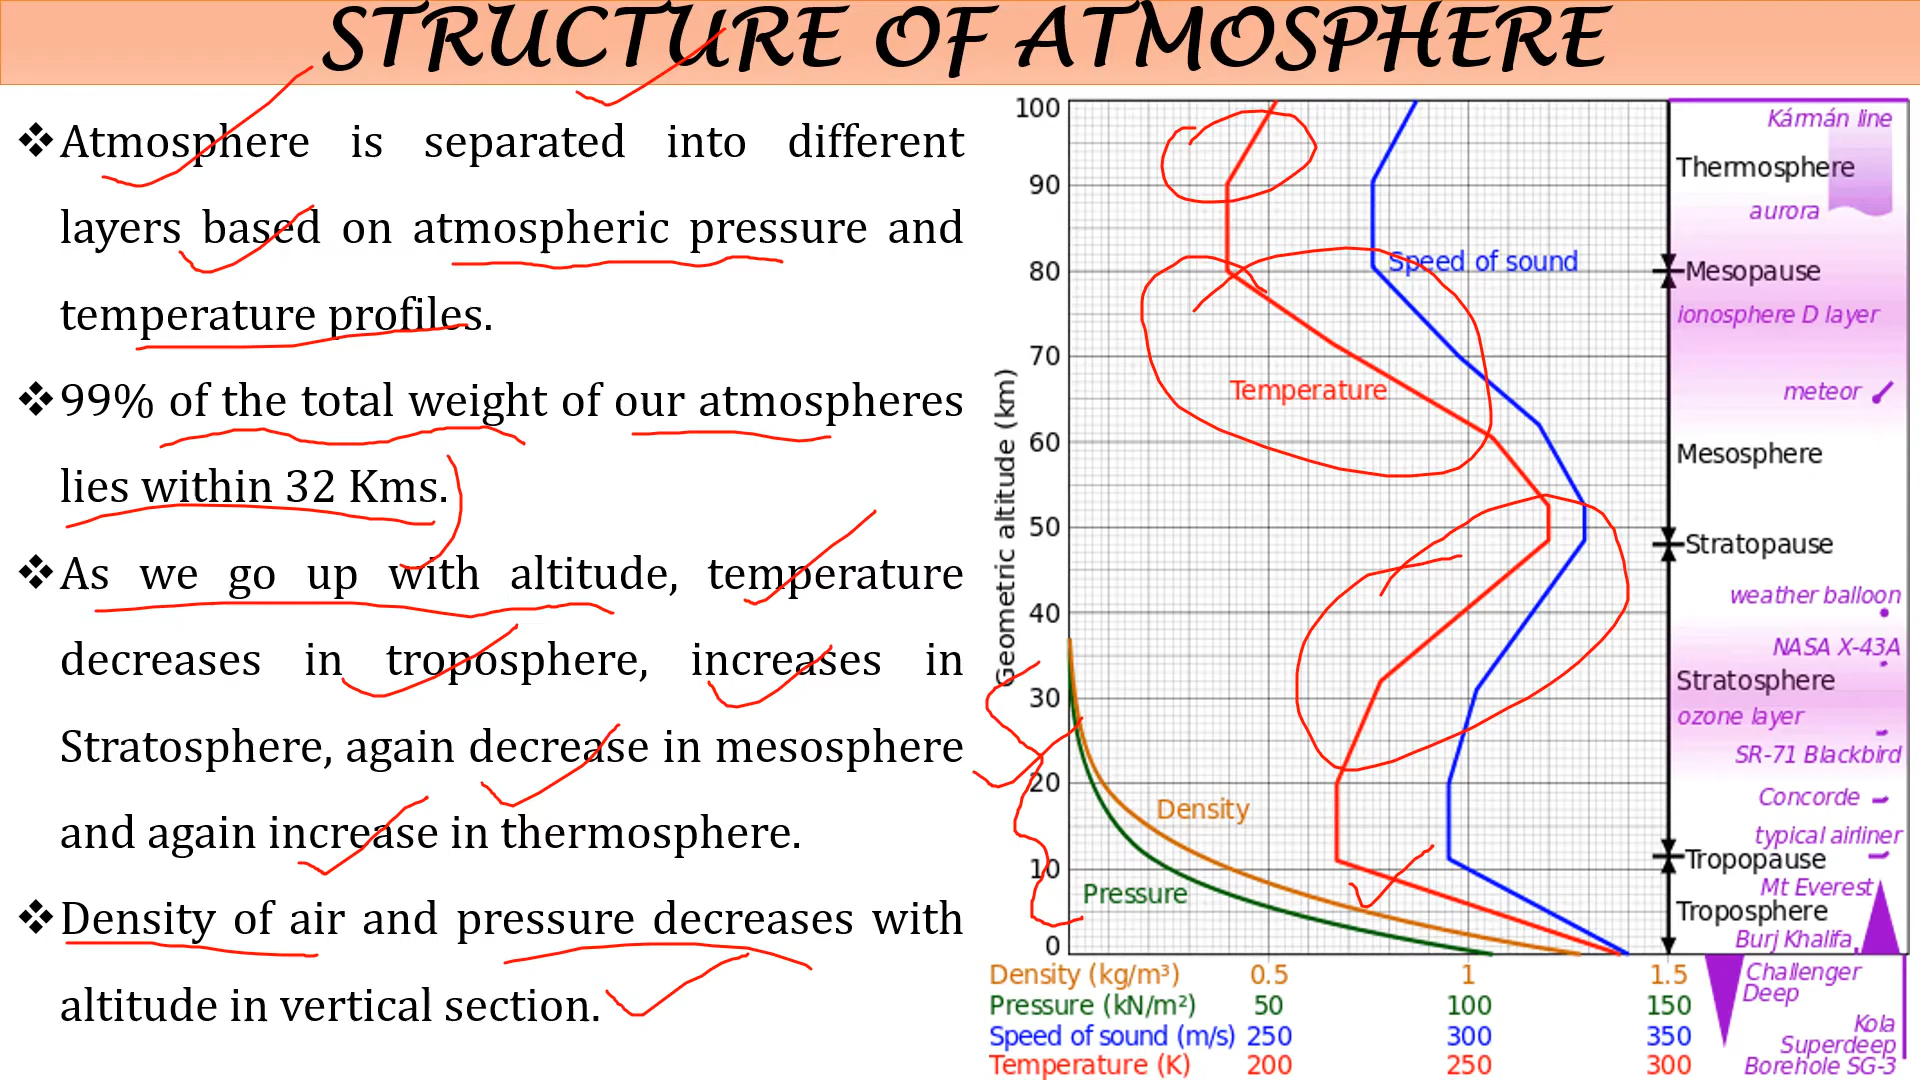 STRUCTURE OF ATMOSPHERE
❖Atmosphere is separated into different
layers based on atmospheric pressure and
temperature profiles.
❖99% of the total weight of our atmospheres
lies within 32 Kms.
❖As we go up with altitude, temperature
decreases in troposphere, increases in
Stratosphere, again decrease in mesosphere
and again increase in thermosphere.
❖Density of air and pressure decreases with
altitude in vertical section.
Geometric altitude (km)
100
90
80
70
60
50
40
30
20
10
0
Speed of sound
Temperature
Density
Pressure
Kármán line
Thermosphere
aurora
Mesopause
ionosphere D layer
meteor
Mesosphere
Stratopause
weather balloon
NASA X-43A
Stratosphere
ozone layer
SR-71 Blackbird
Concorde
typical airliner
Tropopause
Mt Everest
Troposphere
Burj Khalifa
Challenger
Deep
Kola
Superdeep
Borehole SG-3
Density (kg/m³) 0.5 1 1.5
Pressure (kN/m²) 50 100 150
Speed of sound (m/s) 250 300 350
Temperature (K) 200 250 300